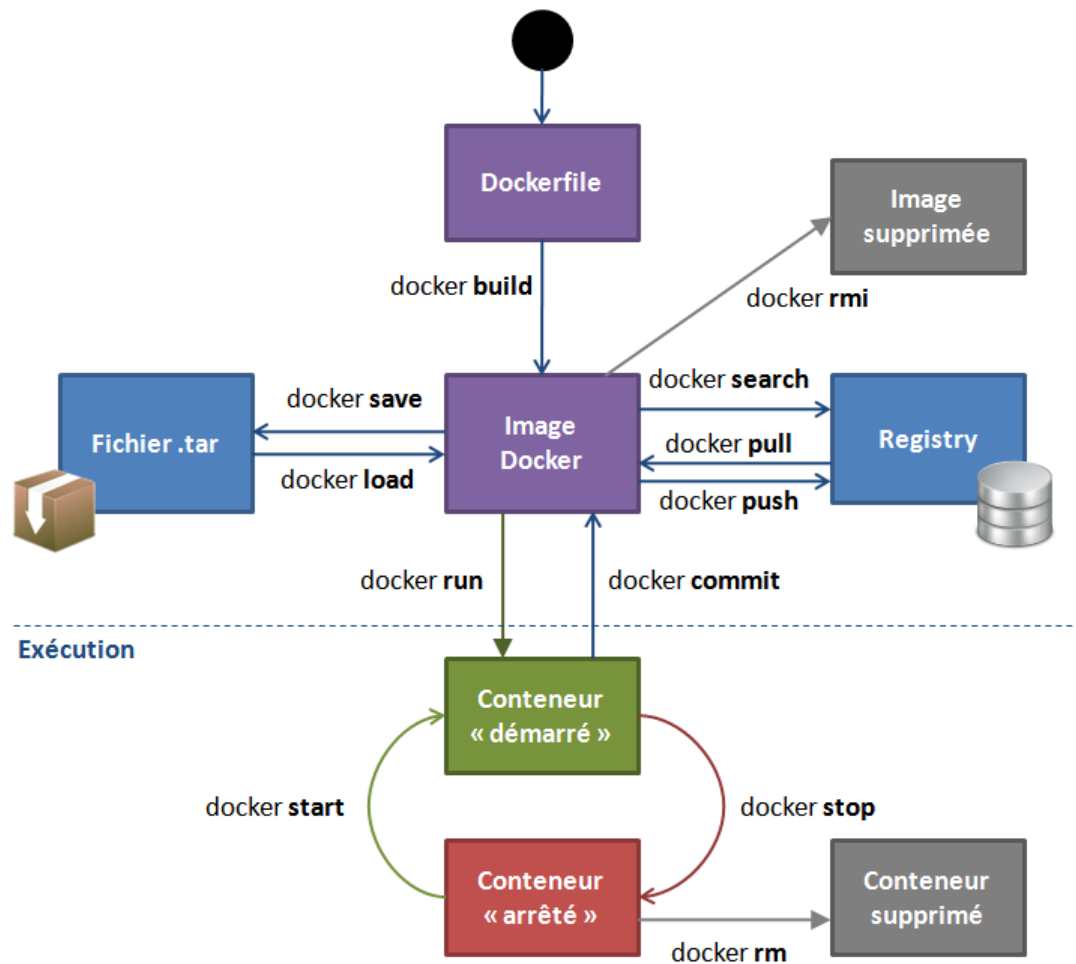 Dockerfile
Image
supprimée
docker build
docker rmi
docker search
docker save
Fichier .tar
Image
Docker
docker pull
Registry
docker load
docker push
docker run
docker commit
Exécution
Conteneur
« démarré »
docker start
docker stop
Conteneur
« arrêté »
Conteneur
supprimé
docker rm